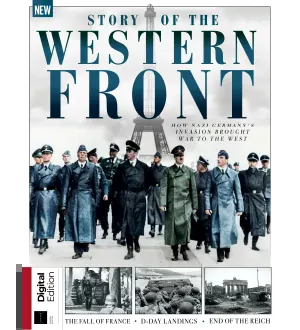 NEW
STORY OF THE
WESTERN
FRONT
HOW NAZI GERMANY'S
INVASION BROUGHT
WAR TO THE WEST
Digital
Edition
THE FALL OF FRANCE • D-DAY LANDINGS • END OF THE REICH